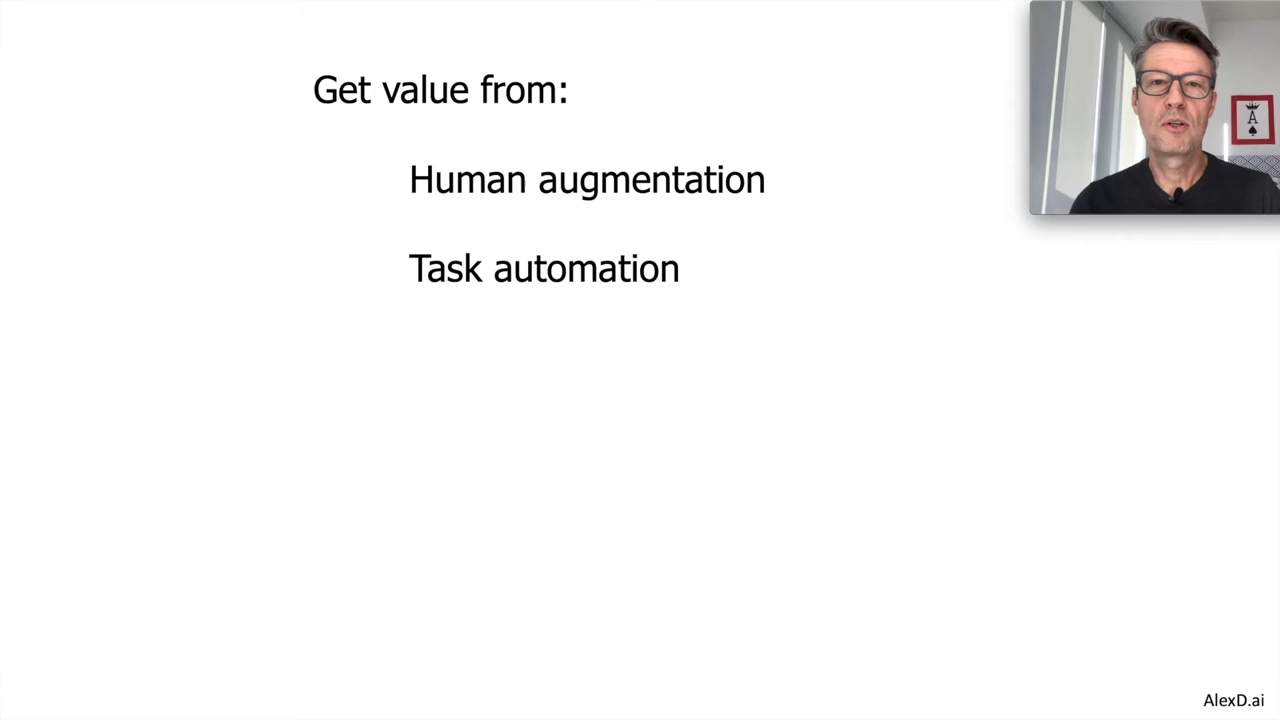 Get value from:
Human augmentation
Task automation
A
AlexD.ai